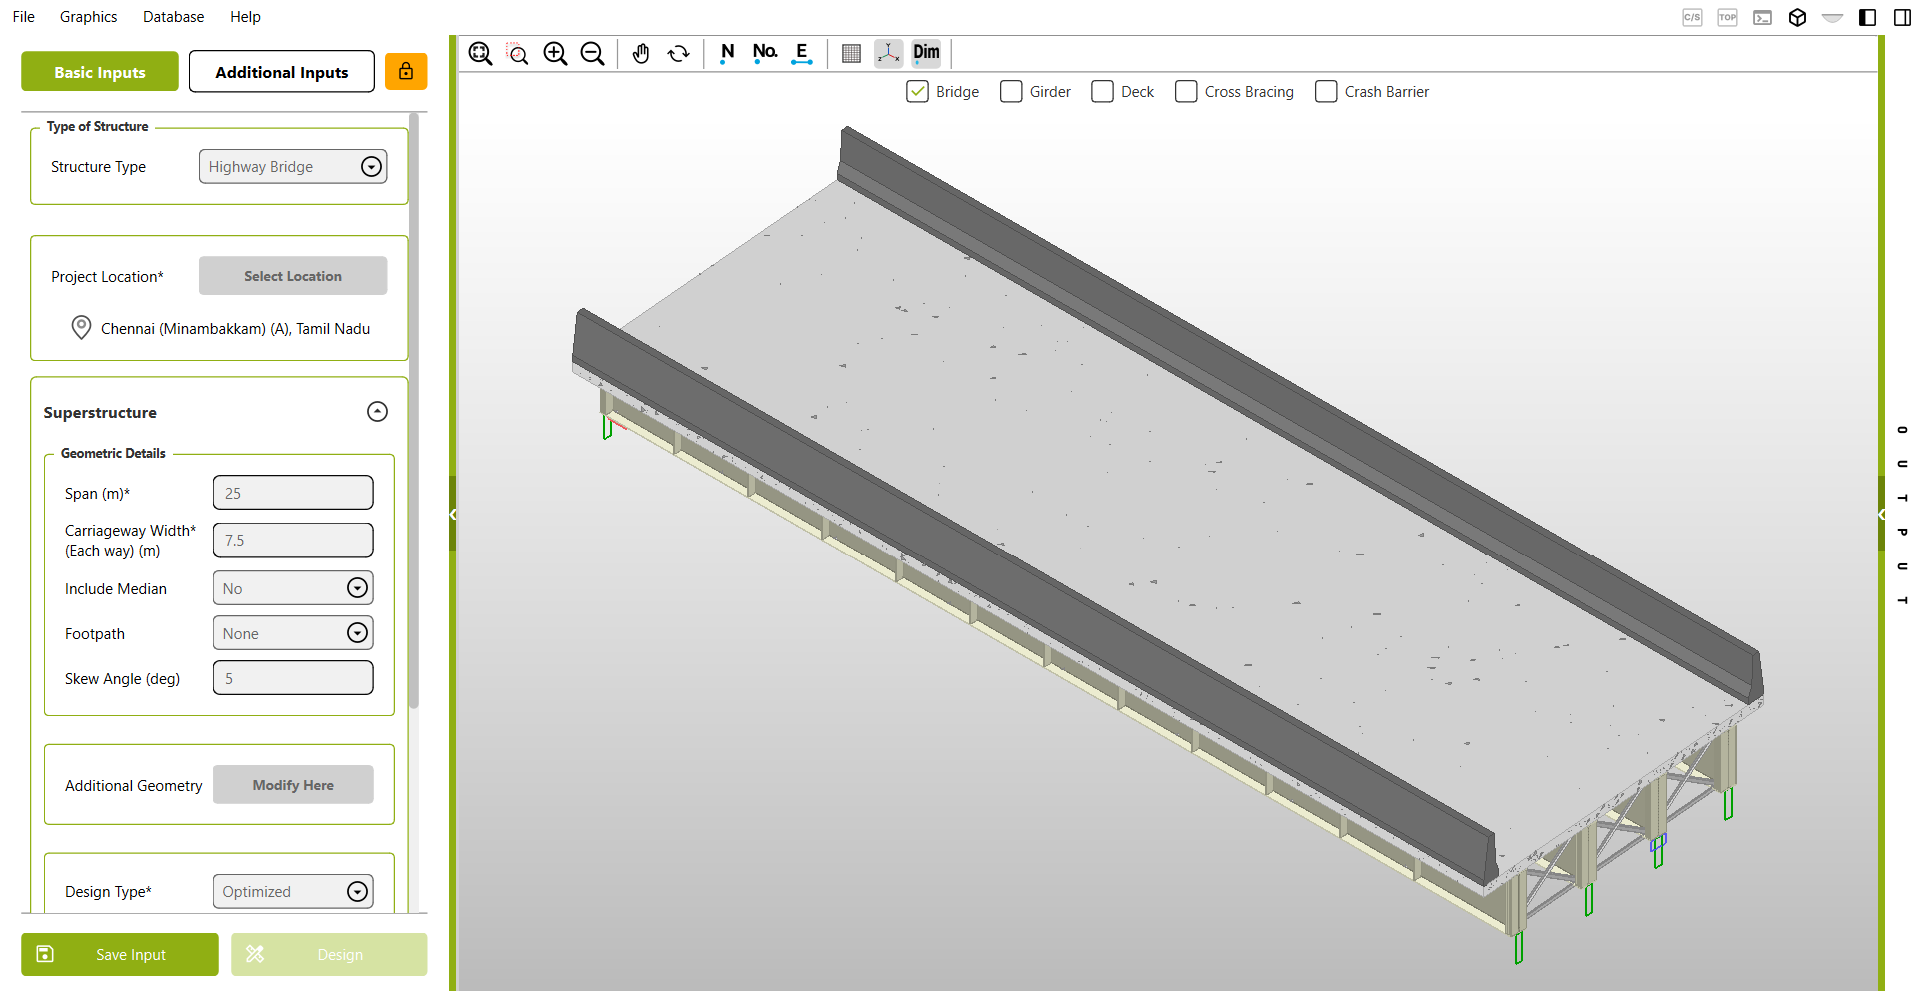 File Graphics Database Help
C/S TOP
Basic Inputs Additional Inputs
N No. E Dim
Y
Z X
Bridge Girder Deck Cross Bracing Crash Barrier
Type of Structure
Structure Type Highway Bridge
Project Location* Select Location
Chennai (Minambakkam) (A), Tamil Nadu
Superstructure
Geometric Details
Span (m)* 25
Carriageway Width*
(Each way) (m) 7.5
Include Median No
Footpath None
Skew Angle (deg) 5
Additional Geometry Modify Here
Design Type* Optimized
Save Input Design
OUTPUT